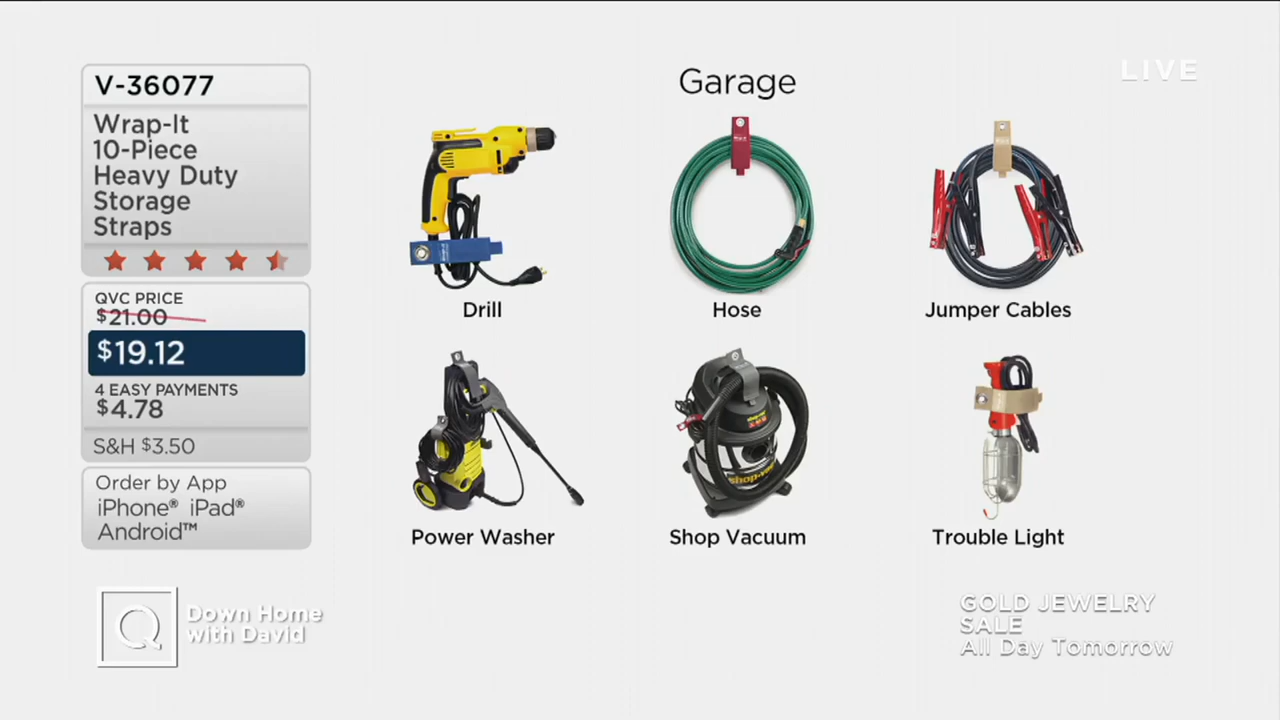 V-36077
Wrap-It
10-Piece
Heavy Duty
Storage
Straps
QVC PRICE
$21.00
$19.12
4 EASY PAYMENTS
$4.78
S&H $3.50
Order by App
iPhone® iPad®
Android™
Garage
LIVE
Drill
Hose
Jumper Cables
shop-vac
Power Washer
Shop Vacuum
Trouble Light
Q
Down Home
with David
GOLD JEWELRY
SALE
All Day Tomorrow